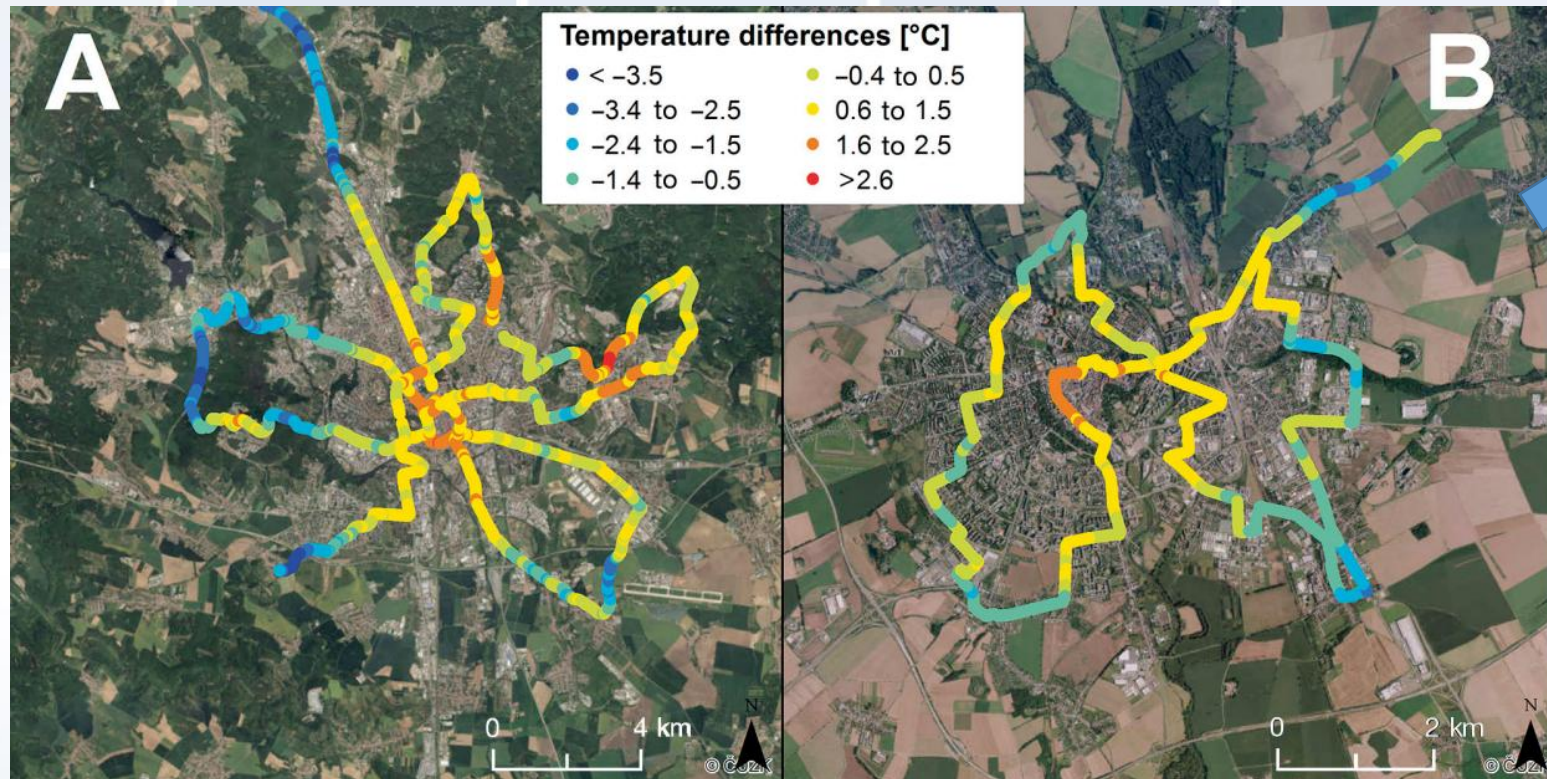 A
Temperature differences [°C]
< –3.5
–3.4 to –2.5
–2.4 to –1.5
–1.4 to –0.5
–0.4 to 0.5
0.6 to 1.5
1.6 to 2.5
>2.6
B
0 4 km
N
© ČÚZK
0 2 km
N
© ČÚZK